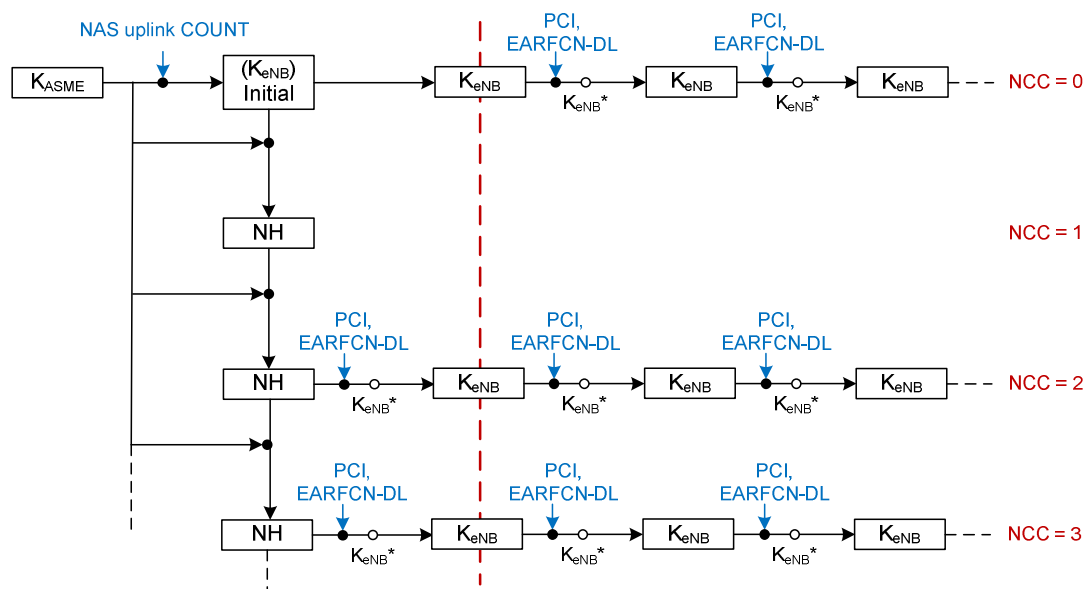 NAS uplink COUNT
PCI,
EARFCN-DL
PCI,
EARFCN-DL
KASME
(KeNB)
Initial
KeNB
KeNB*
KeNB
KeNB*
KeNB
NCC = 0
NH
NCC = 1
PCI,
EARFCN-DL
PCI,
EARFCN-DL
PCI,
EARFCN-DL
NH
KeNB*
KeNB
KeNB*
KeNB
KeNB*
KeNB
NCC = 2
PCI,
EARFCN-DL
PCI,
EARFCN-DL
PCI,
EARFCN-DL
NH
KeNB*
KeNB
KeNB*
KeNB
KeNB*
KeNB
NCC = 3